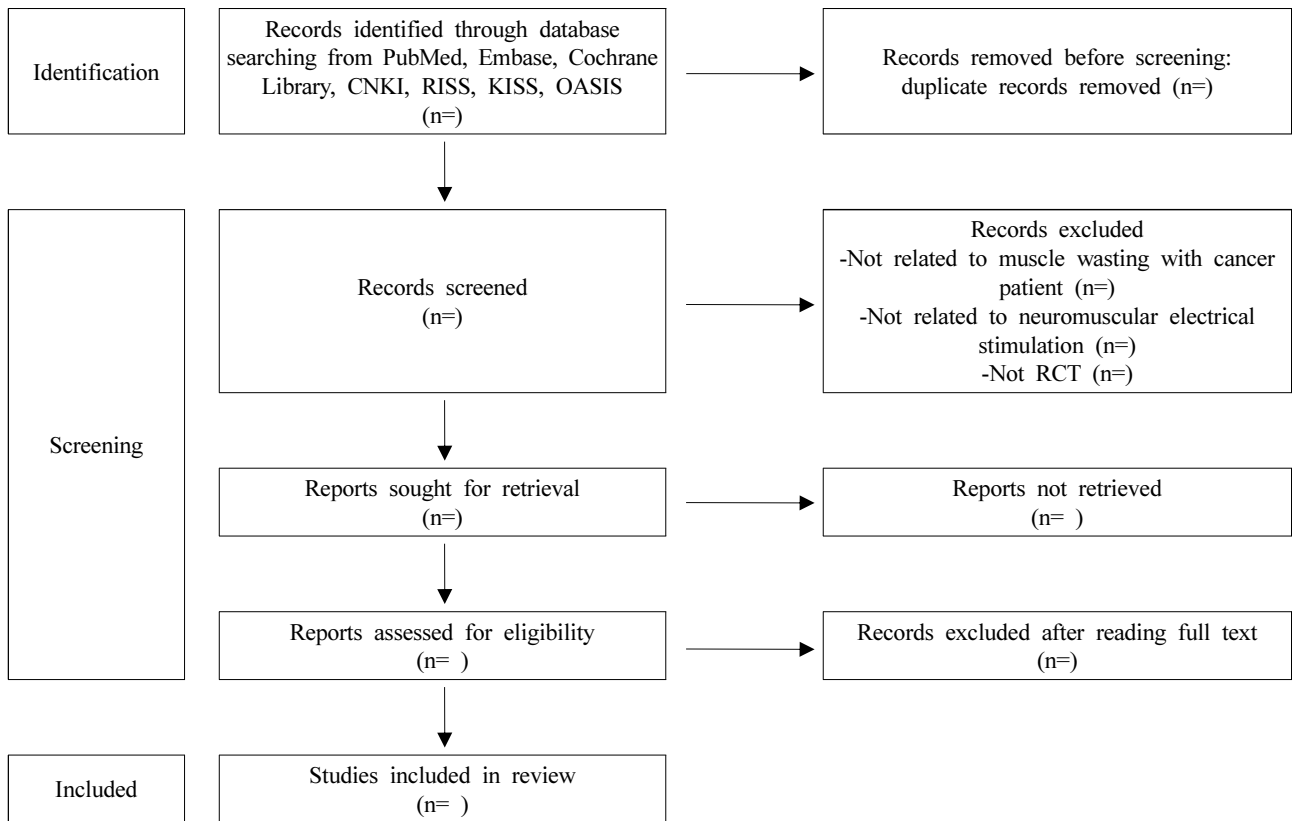 Identification
Records identified through database
searching from PubMed, Embase, Cochrane
Library, CNKI, RISS, KISS, OASIS
(n=)
Records removed before screening:
duplicate records removed (n=)
Screening
Records screened
(n=)
Records excluded
-Not related to muscle wasting with cancer
patient (n=)
-Not related to neuromuscular electrical
stimulation (n=)
-Not RCT (n=)
Reports sought for retrieval
(n=)
Reports not retrieved
(n= )
Reports assessed for eligibility
(n= )
Records excluded after reading full text
(n=)
Included
Studies included in review
(n= )